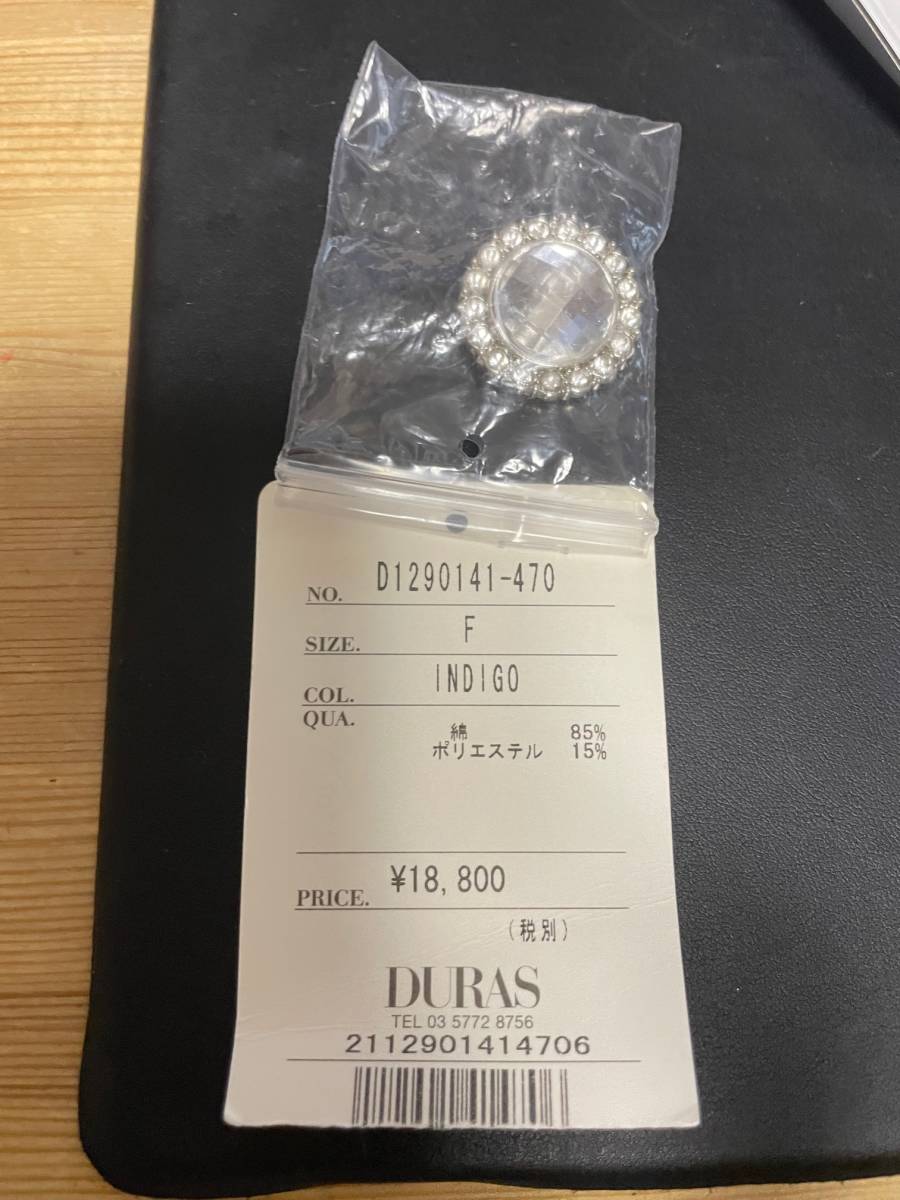 NO. D1290141-470
SIZE. F
COL. INDIGO
QUA.
綿 85%
ポリエステル 15%
PRICE. ¥18,800
(税別)
DURAS
TEL 03 5772 8756
2112901414706